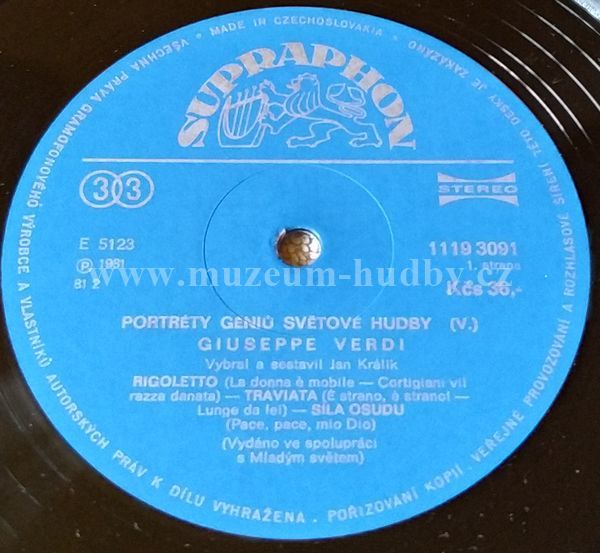 VŠECHNA PRÁVA GRAMOFONOVÉHO VÝROBCE A VLASTNÍKŮ AUTORSKÝCH PRÁV K DÍLU VYHRAŽENA . POŘIZOVÁNÍ KOPIÍ, VEŘEJNÉ PROVOZOVÁNÍ A ROZHLASOVÉ ŠÍŘENÍ TÉTO DESKY JE ZAKÁZÁNO
• MADE IN CZECHOSLOVAKIA •
SUPRAPHON
33
STEREO
E 5123
1119 3091
Ⓟ 1981
1. strana
81 2
Kčs 36,-
www.muzeum-hudby.cz
PORTRÉTY GÉNIŮ SVĚTOVÉ HUDBY (V.)
GIUSEPPE VERDI
Vybral a sestavil Jan Králík
RIGOLETTO (La donna è mobile — Cortigiani vil
razza danata) — TRAVIATA (È strano, è strano! —
Lunge da lei) — SÍLA OSUDU
(Pace, pace, mio Dio)
(Vydáno ve spolupráci
s Mladým světem)